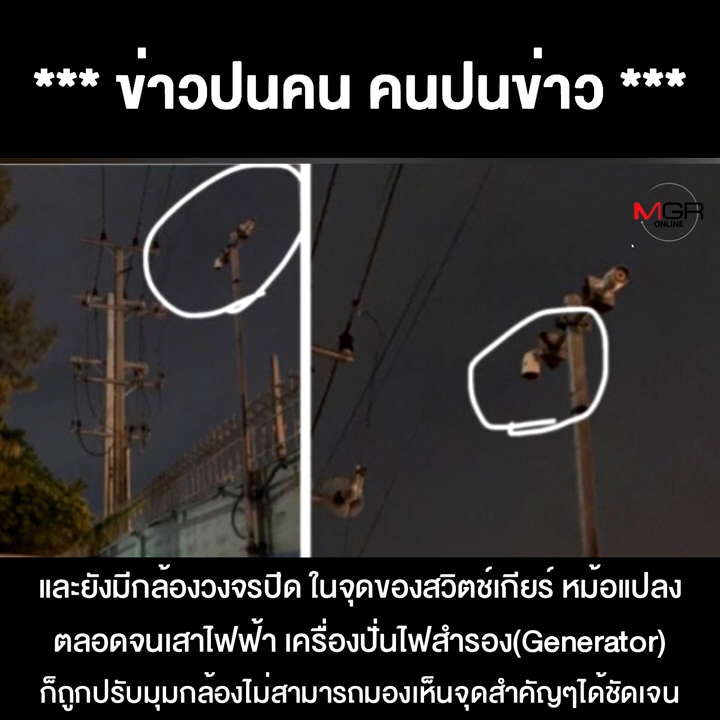 *** ข่าวปนคน คนปนข่าว ***
MGR
ONLINE
และยังมีกล้องวงจรปิด ในจุดของสวิตช์เกียร์ หม้อแปลง
ตลอดจนเสาไฟฟ้า เครื่องปั่นไฟสำรอง(Generator)
ก็ถูกปรับมุมกล้องไม่สามารถมองเห็นจุดสำคัญๆได้ชัดเจน